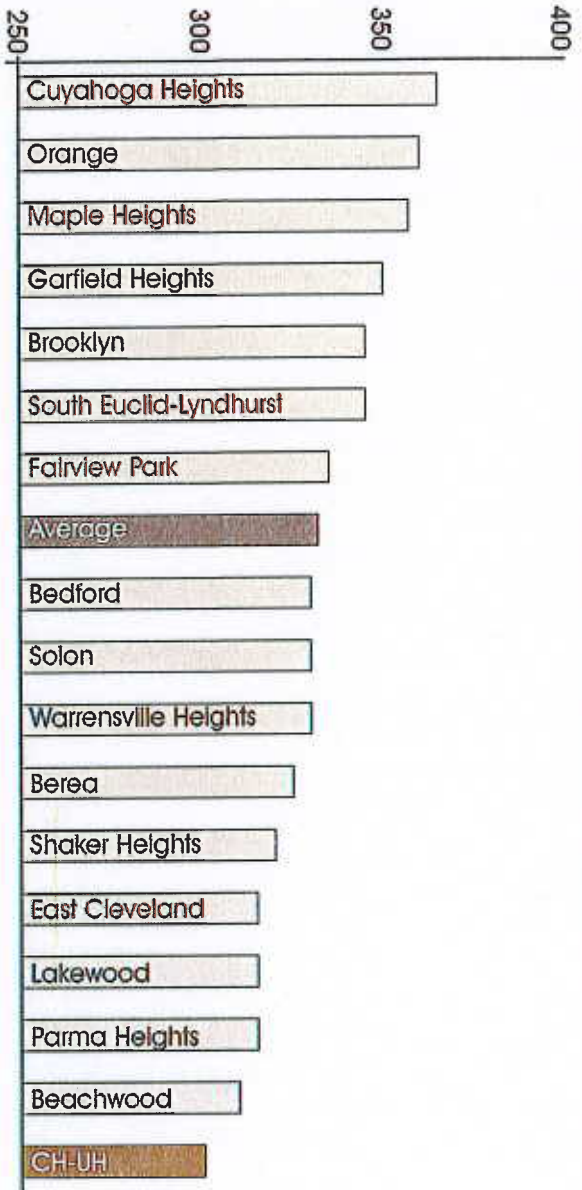 250
300
350
400
Cuyahoga Heights
Orange
Maple Heights
Garfield Heights
Brooklyn
South Euclid-Lyndhurst
Fairview Park
Average
Bedford
Solon
Warrensville Heights
Berea
Shaker Heights
East Cleveland
Lakewood
Parma Heights
Beachwood
CH-UH